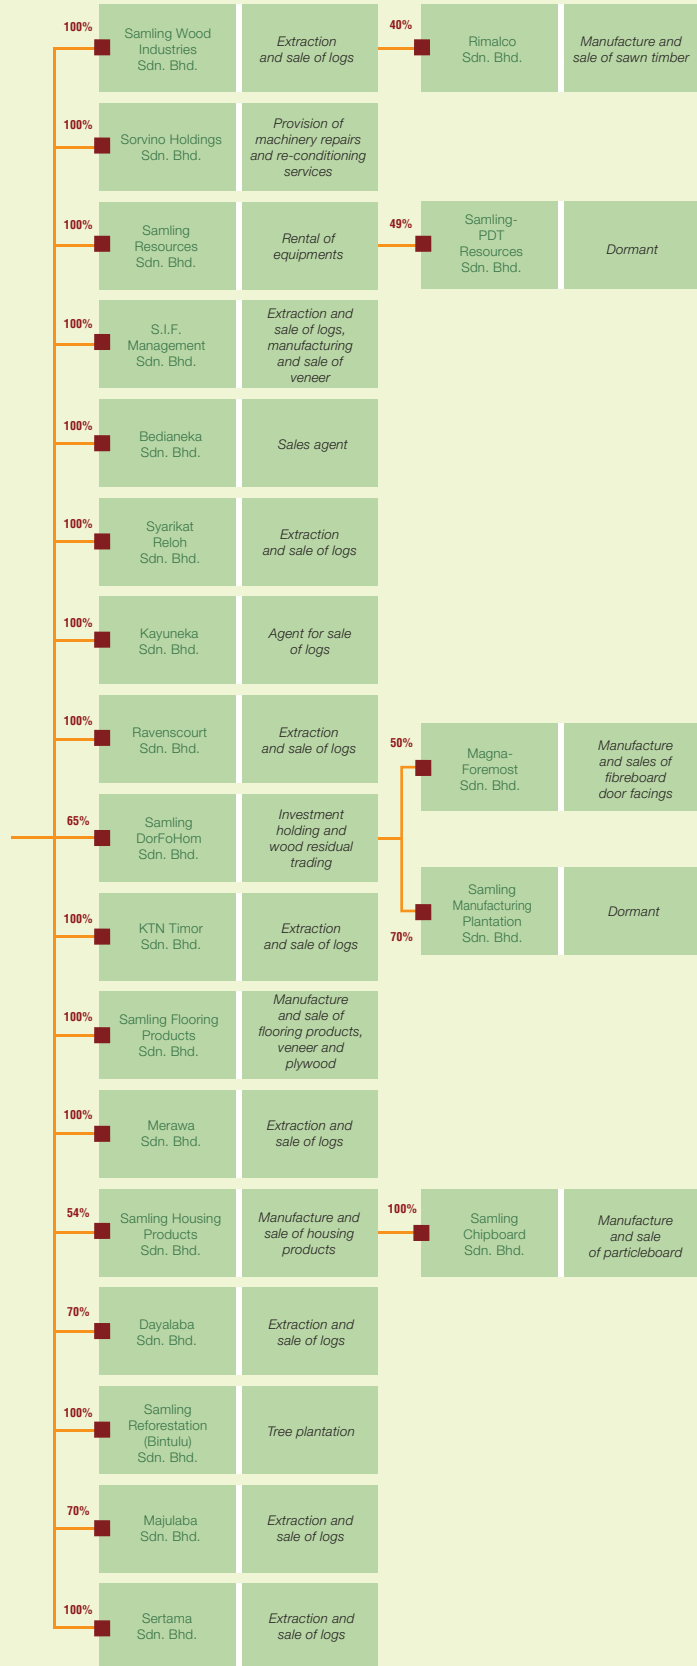 100%
Samling Wood
Industries
Sdn. Bhd.
Extraction
and sale of logs
40%
Rimalco
Sdn. Bhd.
Manufacture and
sale of sawn timber
100%
Sorvino Holdings
Sdn. Bhd.
Provision of
machinery repairs
and re-conditioning
services
100%
Samling
Resources
Sdn. Bhd.
Rental of
equipments
49%
Samling-
PDT
Resources
Sdn. Bhd.
Dormant
100%
S.I.F.
Management
Sdn. Bhd.
Extraction and
sale of logs,
manufacturing
and sale of
veneer
100%
Bedianeka
Sdn. Bhd.
Sales agent
100%
Syarikat
Reloh
Sdn. Bhd.
Extraction
and sale of logs
100%
Kayuneka
Sdn. Bhd.
Agent for sale
of logs
100%
Ravenscourt
Sdn. Bhd.
Extraction
and sale of logs
50%
Magna-
Foremost
Sdn. Bhd.
Manufacture
and sales of
fibreboard
door facings
65%
Samling
DorFoHom
Sdn. Bhd.
Investment
holding and
wood residual
trading
70%
Samling
Manufacturing
Plantation
Sdn. Bhd.
Dormant
100%
KTN Timor
Sdn. Bhd.
Extraction
and sale of logs
100%
Samling Flooring
Products
Sdn. Bhd.
Manufacture
and sale of
flooring products,
veneer and
plywood
100%
Merawa
Sdn. Bhd.
Extraction and
sale of logs
54%
Samling Housing
Products
Sdn. Bhd.
Manufacture and
sale of housing
products
100%
Samling
Chipboard
Sdn. Bhd.
Manufacture
and sale
of particleboard
70%
Dayalaba
Sdn. Bhd.
Extraction and
sale of logs
100%
Samling
Reforestation
(Bintulu)
Sdn. Bhd.
Tree plantation
70%
Majulaba
Sdn. Bhd.
Extraction and
sale of logs
100%
Sertama
Sdn. Bhd.
Extraction and
sale of logs